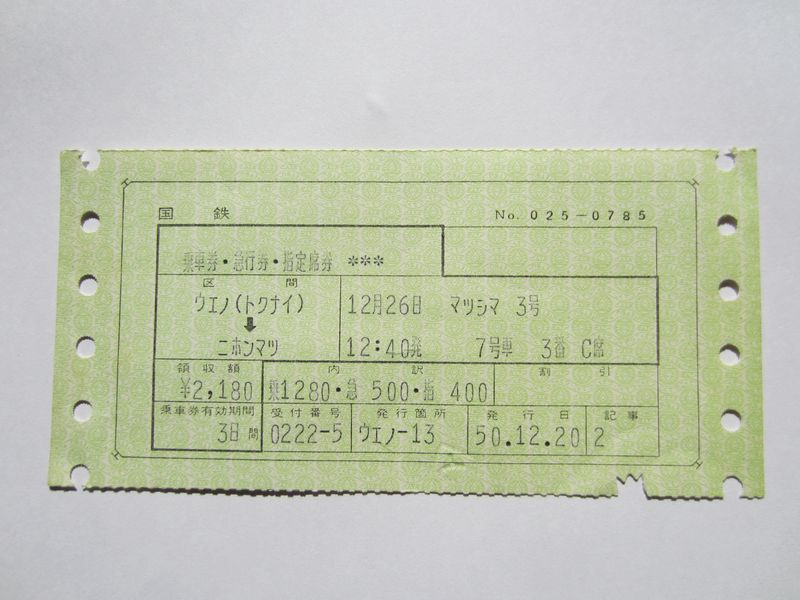 国鉄 No. 025-0785
乗車券・急行券・指定席券 ***
区間
ウエノ(トクナイ) 12月26日 マツシマ 3号
⬇
ニホンマツ 12:40発 7号車 3番 C席
領収額 内訳 割引
¥2,180 乗1280・急 500・指 400
乗車券有効期間 受付番号 発行箇所 発行日 記事
3日間 0222-5 ウエノ-13 50.12.20 2